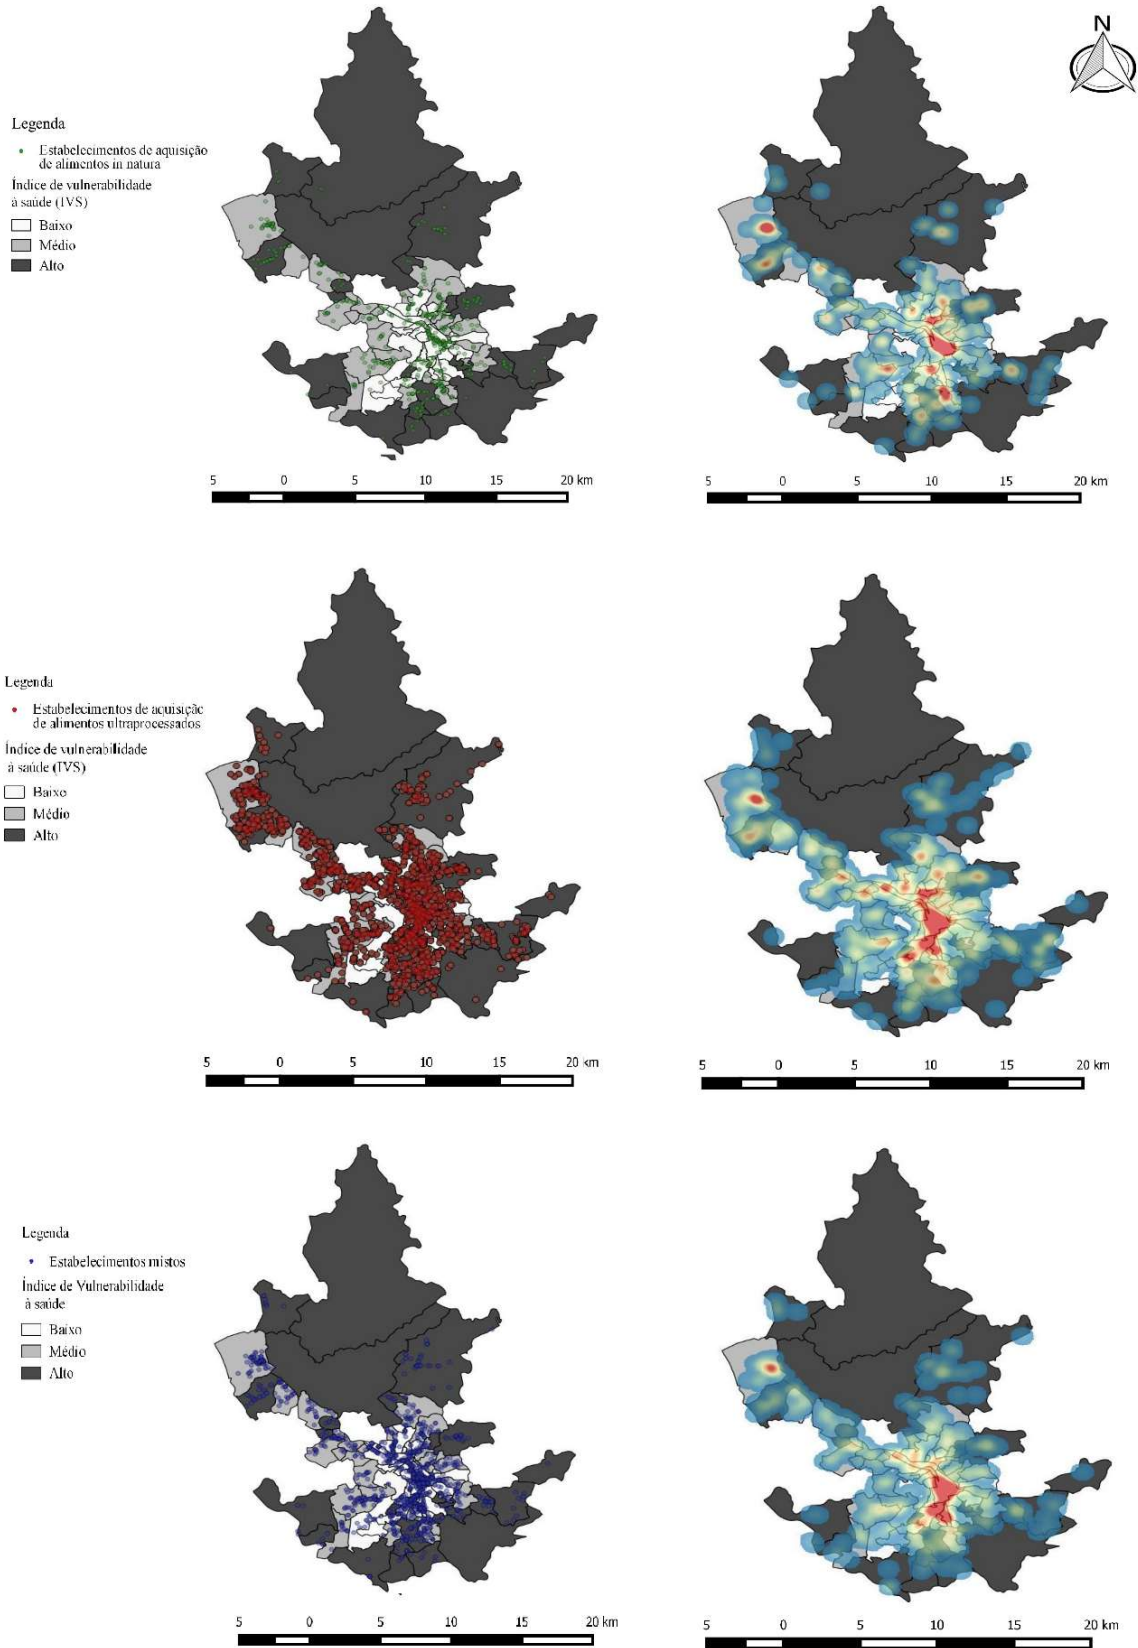 N
Legenda
Estabelecimentos de aquisição
de alimentos in natura
Índice de vulnerabilidade
à saúde (IVS)
Baixo
Médio
Alto
5 0 5 10 15 20 km
5 0 5 10 15 20 km
Legenda
Estabelecimentos de aquisição
de alimentos ultraprocessados
Índice de vulnerabilidade
à saúde (IVS)
Baixo
Médio
Alto
5 0 5 10 15 20 km
5 0 5 10 15 20 km
Legenda
Estabelecimentos mistos
Índice de Vulnerabilidade
à saúde
Baixo
Médio
Alto
5 0 5 10 15 20 km
5 0 5 10 15 20 km